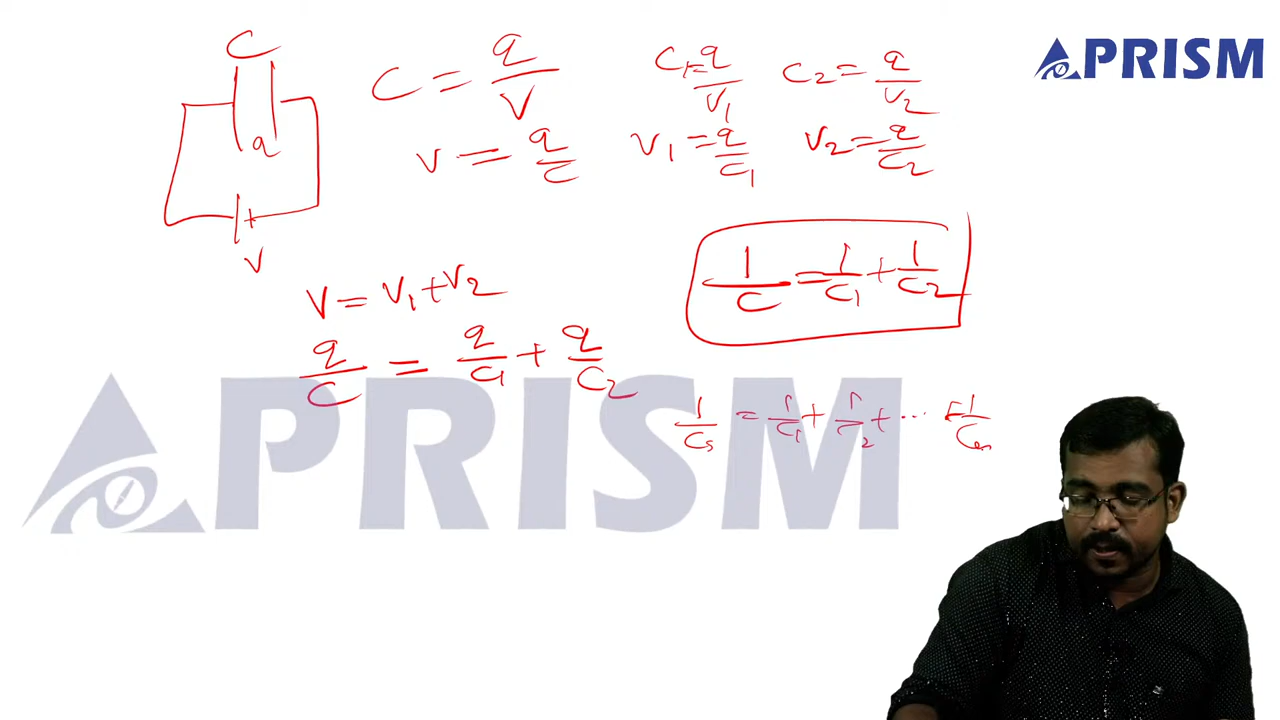 PRISM
C
C = q/V
C1 = q/V1
C2 = q/V2
q
V = q/C
V1 = q/C1
V2 = q/C2
V
V = V1 + V2
1/C = 1/C1 + 1/C2
q/C = q/C1 + q/C2
1/Cs = 1/C1 + 1/C2 + ... + 1/Cn
PRISM